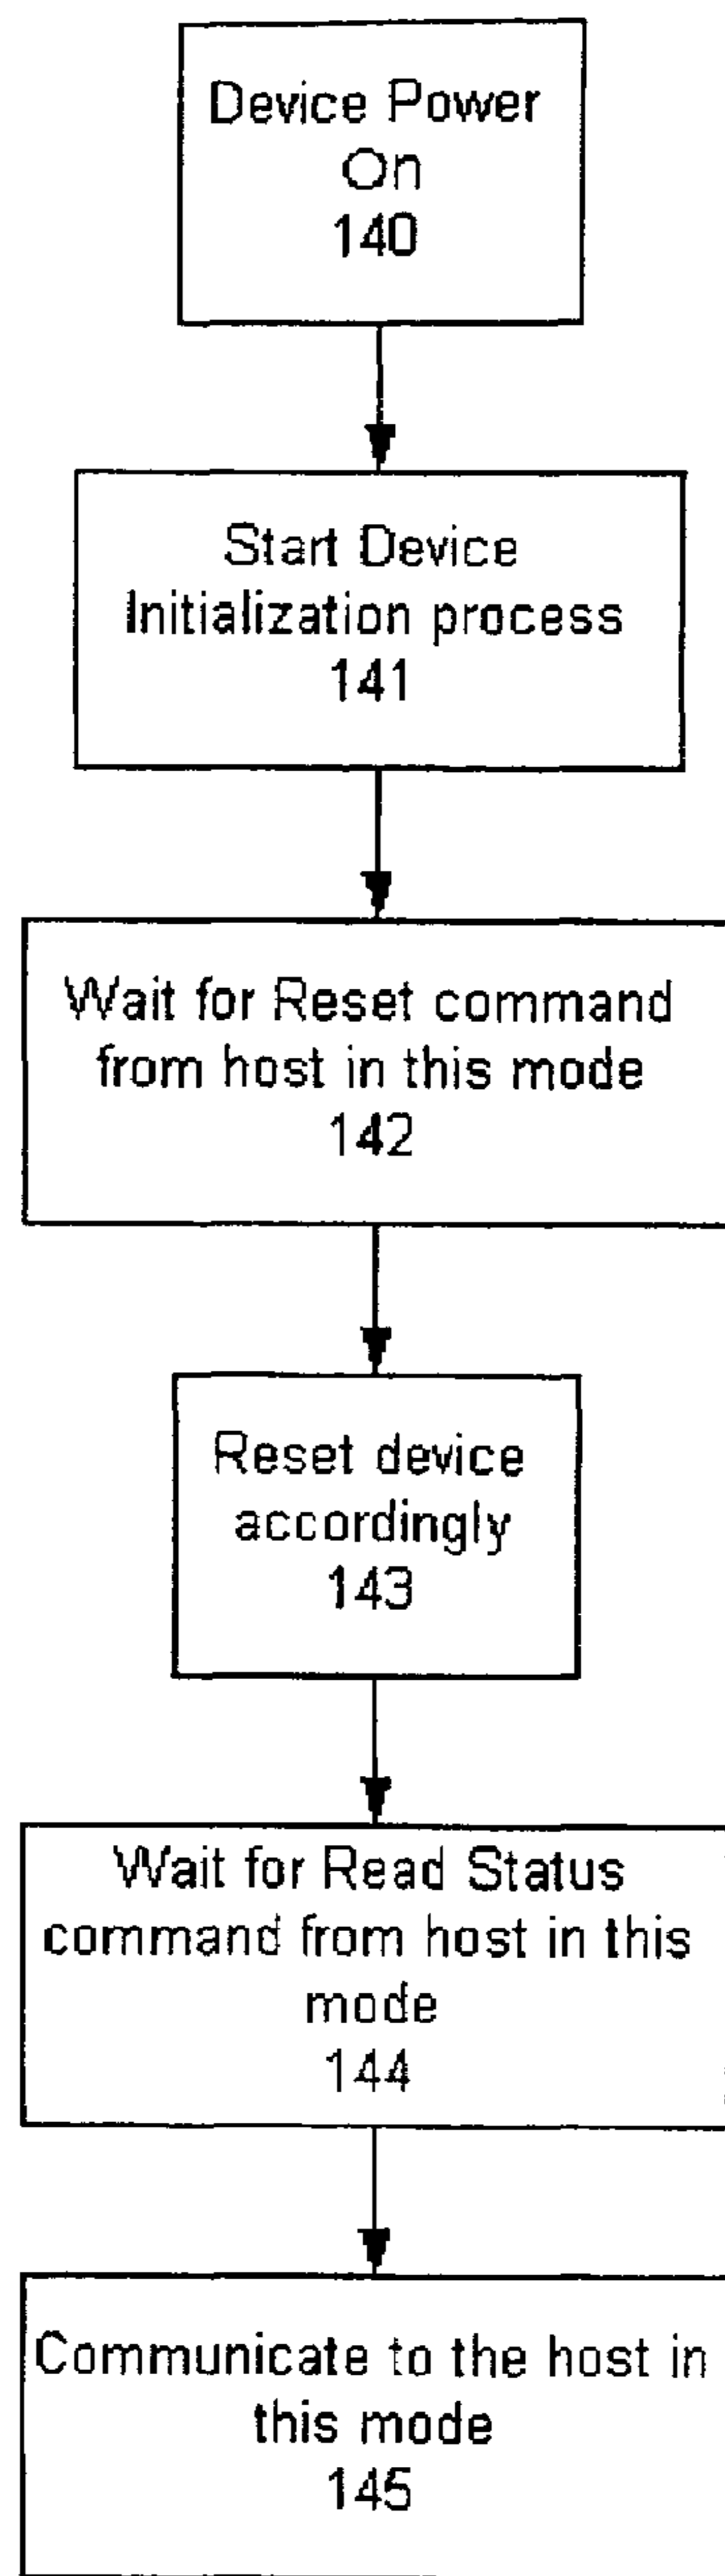 Device Power
On
140
Start Device
Initialization process
141
Wait for Reset command
from host in this mode
142
Reset device
accordingly
143
Wait for Read Status
command from host in this
mode
144
Communicate to the host in
this mode
145